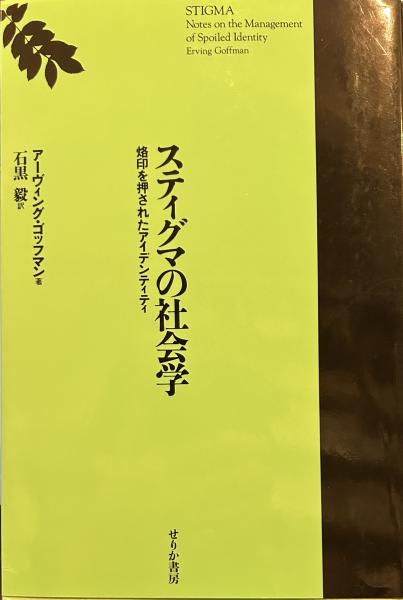 STIGMA
Notes on the Management
of Spoiled Identity
Erving Goffman
スティグマの社会学
烙印を押されたアイデンティティ
アーヴィング・ゴッフマン 著
石黒 毅 訳
せりか書房